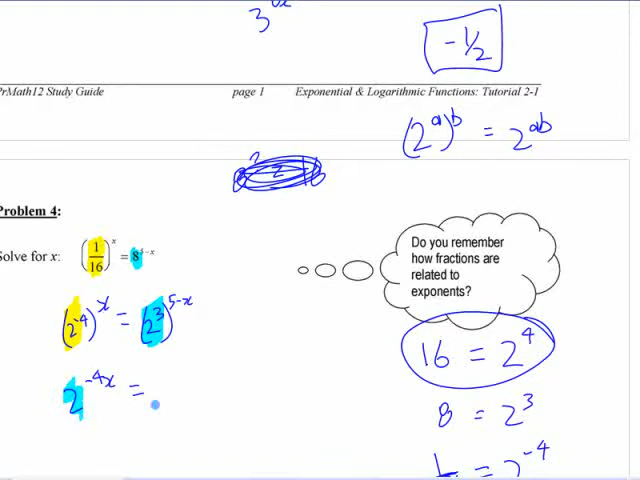 3
-1/2
PrMath12 Study Guide page 1 Exponential & Logarithmic Functions: Tutorial 2-1
(2^a)^b = 2^ab
Problem 4:
Solve for x: (1/16)^x = 8^5-x
Do you remember
how fractions are
related to
exponents?
(2^-4)^x = (2^3)^5-x
16 = 2^4
2^-4x =
8 = 2^3
= 2^-4